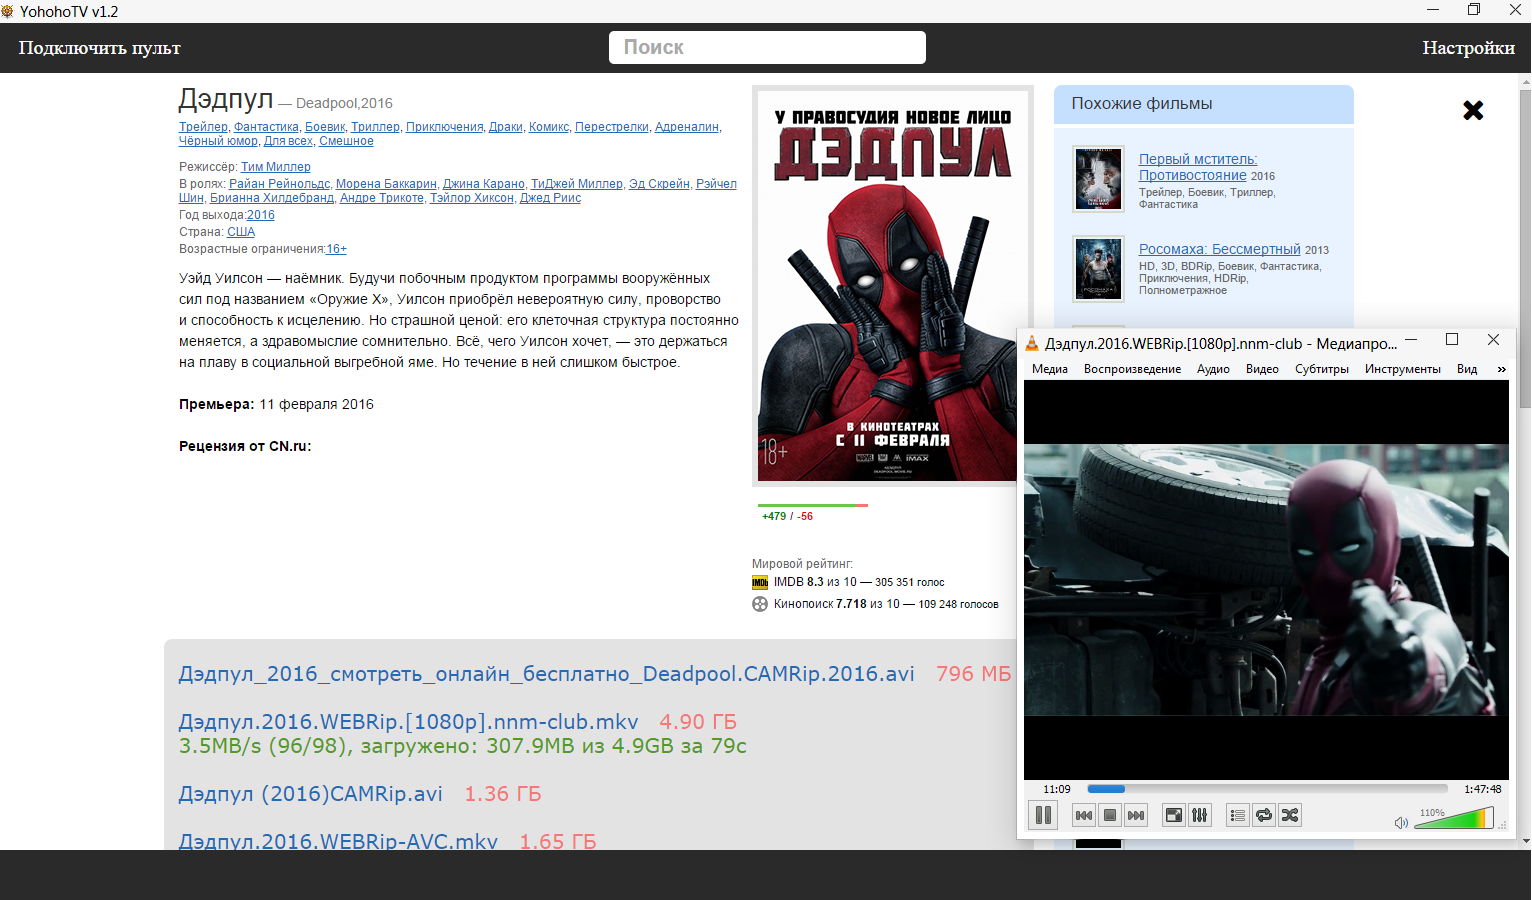 YohohoTV v1.2
Подключить пульт
Поиск
Настройки
Дэдпул — Deadpool,2016
Трейлер, Фантастика, Боевик, Триллер, Приключения, Драки, Комикс, Перестрелки, Адреналин,
Чёрный юмор, Для всех, Смешное
Режиссёр: Тим Миллер
В ролях: Райан Рейнольдс, Морена Баккарин, Джина Карано, ТиДжей Миллер, Эд Скрейн, Рэйчел
Шин, Брианна Хилдебранд, Андре Трикоте, Тэйлор Хиксон, Джед Риис
Год выхода:2016
Страна: США
Возрастные ограничения:16+
Уэйд Уилсон — наёмник. Будучи побочным продуктом программы вооружённых
сил под названием «Оружие X», Уилсон приобрёл невероятную силу, проворство
и способность к исцелению. Но страшной ценой: его клеточная структура постоянно
меняется, а здравомыслие сомнительно. Всё, чего Уилсон хочет, — это держаться
на плаву в социальной выгребной яме. Но течение в ней слишком быстрое.
Премьера: 11 февраля 2016
Рецензия от CN.ru:
У ПРАВОСУДИЯ НОВОЕ ЛИЦО
ДЭДПУЛ
В КИНОТЕАТРАХ
С 11 ФЕВРАЛЯ
18+
MARVEL
IMAX
+479 / -56
Мировой рейтинг:
IMDb IMDB 8.3 из 10 — 305 351 голос
Кинопоиск 7.718 из 10 — 109 248 голосов
Похожие фильмы
Первый мститель:
Противостояние 2016
Трейлер, Боевик, Триллер,
Фантастика
Росомаха: Бессмертный 2013
HD, 3D, BDRip, Боевик, Фантастика,
Приключения, HDRip,
Полнометражное
Дэдпул_2016_смотреть_онлайн_бесплатно_Deadpool.CAMRip.2016.avi 796 МБ
Дэдпул.2016.WEBRip.[1080p].nnm-club.mkv 4.90 ГБ
3.5MB/s (96/98), загружено: 307.9MB из 4.9GB за 79с
Дэдпул (2016)CAMRip.avi 1.36 ГБ
Дэдпул.2016.WEBRip-AVC.mkv 1.65 ГБ
Дэдпул.2016.WEBRip.[1080p].nnm-club - Медиапро...
Медиа Воспроизведение Аудио Видео Субтитры Инструменты Вид »
11:09
1:47:48
110%